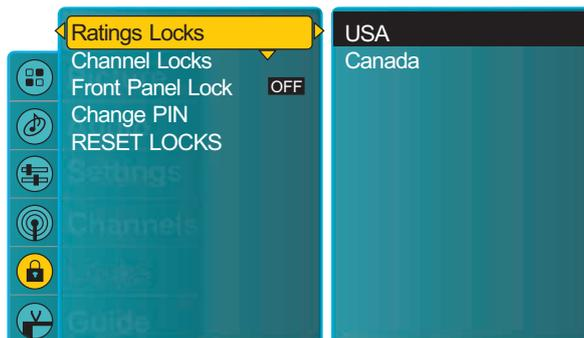 Ratings Locks
Channel Locks
Front Panel Lock OFF
Change PIN
RESET LOCKS
Settings
Channels
Locks
Guide
USA
Canada